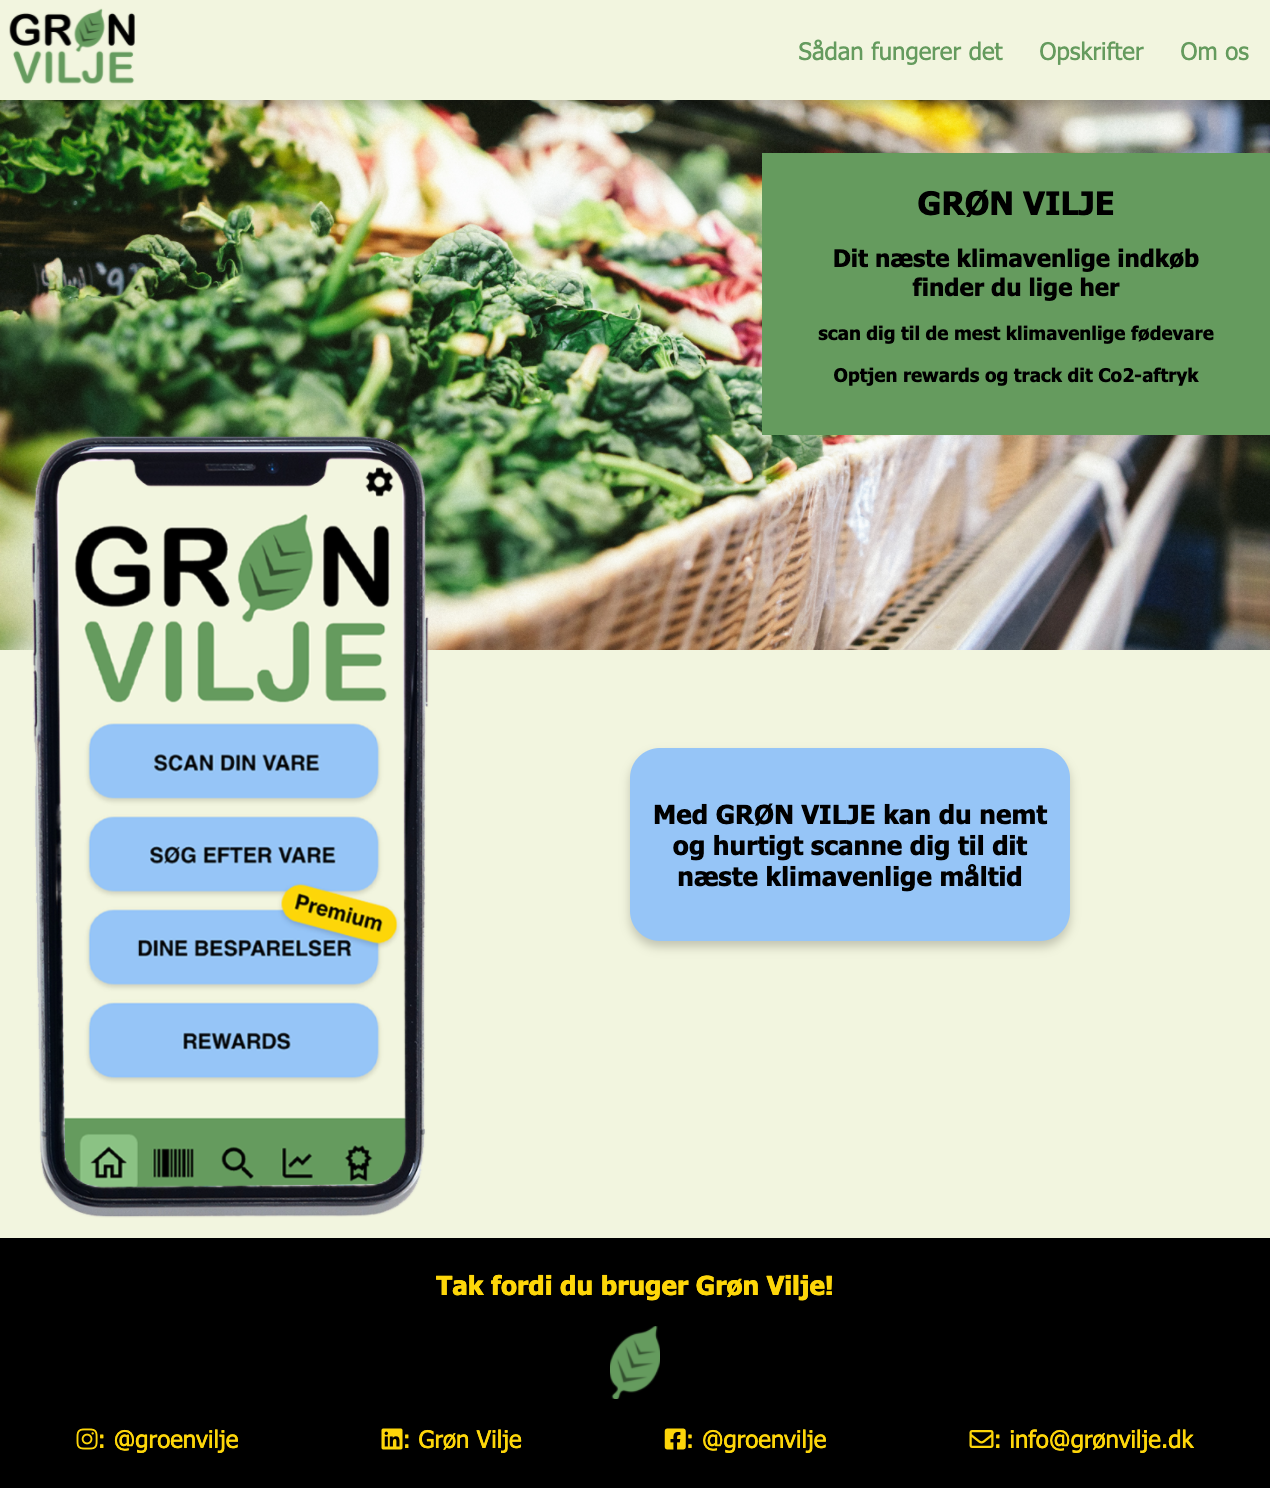 GRØN
VILJE
Sådan fungerer det
Opskrifter
Om os
GRØN VILJE
Dit næste klimavenlige indkøb
finder du lige her
scan dig til de mest klimavenlige fødevare
Optjen rewards og track dit Co2-aftryk
GRØN
VILJE
SCAN DIN VARE
SØG EFTER VARE
Premium
DINE BESPARELSER
REWARDS
Med GRØN VILJE kan du nemt
og hurtigt scanne dig til dit
næste klimavenlige måltid
Tak fordi du bruger Grøn Vilje!
: @groenvilje
: Grøn Vilje
: @groenvilje
: info@grønvilje.dk